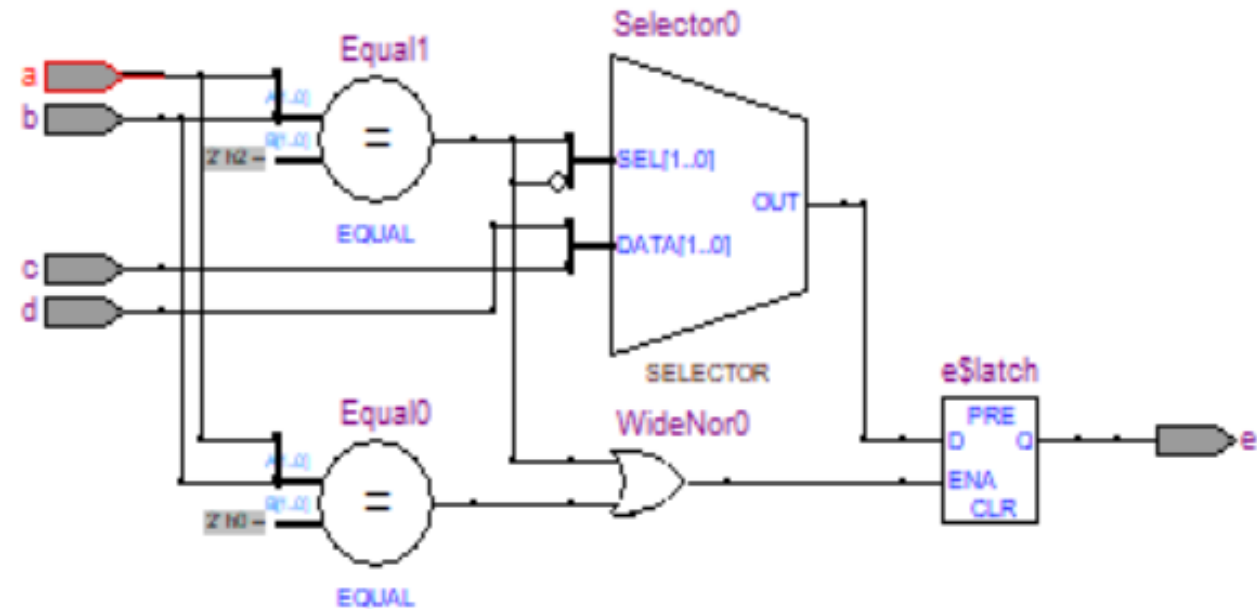 Selector0
Equal1
a
A[1..0]
b
B[1..0]
2' h2
SEL[1..0]
OUT
EQUAL
DATA[1..0]
c
d
SELECTOR
e$latch
Equal0
WideNor0
PRE
D
Q
e
A[1..0]
ENA
B[1..0]
CLR
2' h0
EQUAL